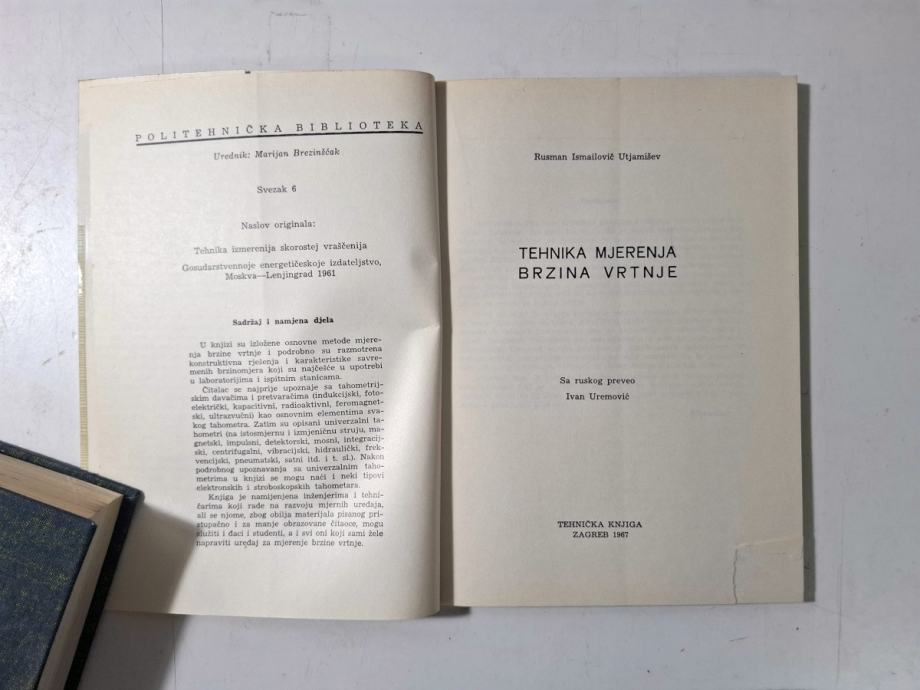 POLITEHNIČKA BIBLIOTEKA
Urednik: Marijan Brezinšćak
Svezak 6
Naslov originala:
Tehnika izmerenija skorostej vraščenija
Gosudarstvennoje energetičeskoje izdateljstvo,
Moskva—Lenjingrad 1961
Sadržaj i namjena djela
U knjizi su izložene osnovne metode mjere-
nja brzine vrtnje i podrobno su razmotrena
konstruktivna rješenja i karakteristike savre-
menih brzinomjera koji su najčešće u upotrebi
u laboratorijima i ispitnim stanicama.
Čitalac se najprije upoznaje sa tahometrij-
skim davačima i pretvaračima (indukcijski, foto-
električki, kapacitivni, radioaktivni, feromagnet-
ski, ultrazvučni) kao osnovnim elementima sva-
kog tahometra. Zatim su opisani univerzalni ta-
hometri (na istosmjernu i izmjeničnu struju, ma-
gnetski, impulsni, detektorski, mosni, integracij-
ski, centrifugalni, vibracijski, hidraulički, frek-
vencijski, pneumatski, satni itd. i t. sl.). Nakon
podrobnog upoznavanja sa univerzalnim taho-
metrima u knjizi se mogu naći i neki tipovi
elektronskih i stroboskopskih tahometara.
Knjiga je namijenjena inženjerima i tehni-
čarima koji rade na razvoju mjernih uređaja,
ali se njome, zbog obilja materijala pisanog pri-
stupačno i za manje obrazovane čitaoce, mogu
služiti i đaci i studenti, a i svi oni koji sami žele
napraviti uređaj za mjerenje brzine vrtnje.
Rusman Ismailovič Utjamišev
TEHNIKA MJERENJA
BRZINA VRTNJE
Sa ruskog preveo
Ivan Uremović
TEHNIČKA KNJIGA
ZAGREB 1967